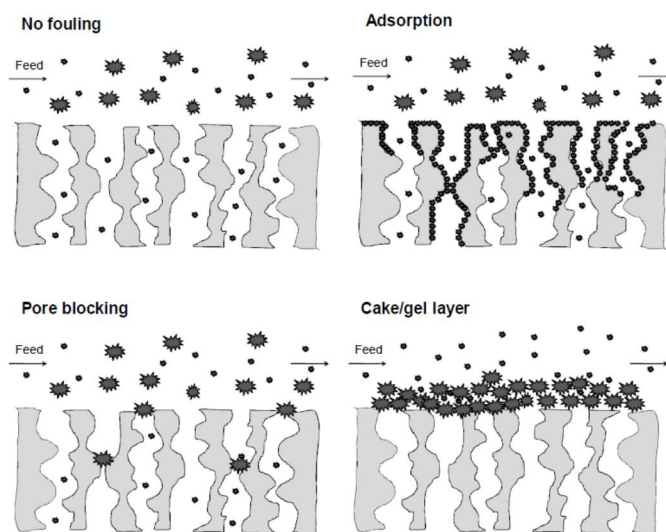 No fouling
Feed
Adsorption
Feed
Pore blocking
Feed
Cake/gel layer
Feed